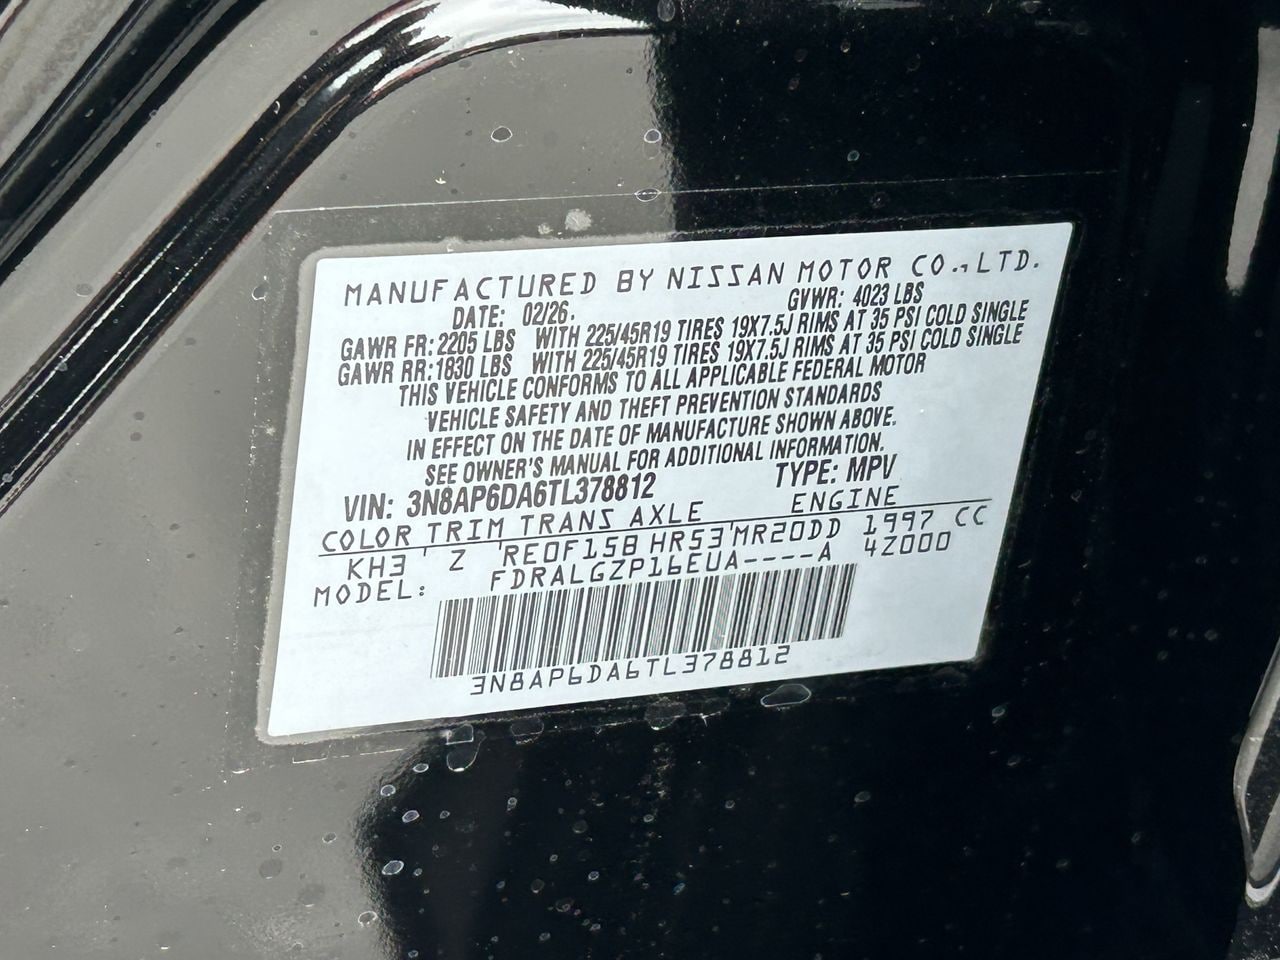 MANUFACTURED BY NISSAN MOTOR CO., LTD.
DATE: 02/26. GVWR: 4023 LBS
GAWR FR: 2205 LBS WITH 225/45R19 TIRES 19X7.5J RIMS AT 35 PSI COLD SINGLE
GAWR RR: 1830 LBS WITH 225/45R19 TIRES 19X7.5J RIMS AT 35 PSI COLD SINGLE
THIS VEHICLE CONFORMS TO ALL APPLICABLE FEDERAL MOTOR
VEHICLE SAFETY AND THEFT PREVENTION STANDARDS
IN EFFECT ON THE DATE OF MANUFACTURE SHOWN ABOVE.
SEE OWNER'S MANUAL FOR ADDITIONAL INFORMATION.
VIN: 3N8AP6DA6TL378812 TYPE: MPV
COLOR TRIM TRANS AXLE ENGINE
KH3 ' Z ' RE0F15B HR53 ' MR20DD 1997 CC
MODEL: FDRALGZP16EUA----A 4Z000
3N8AP6DA6TL378812